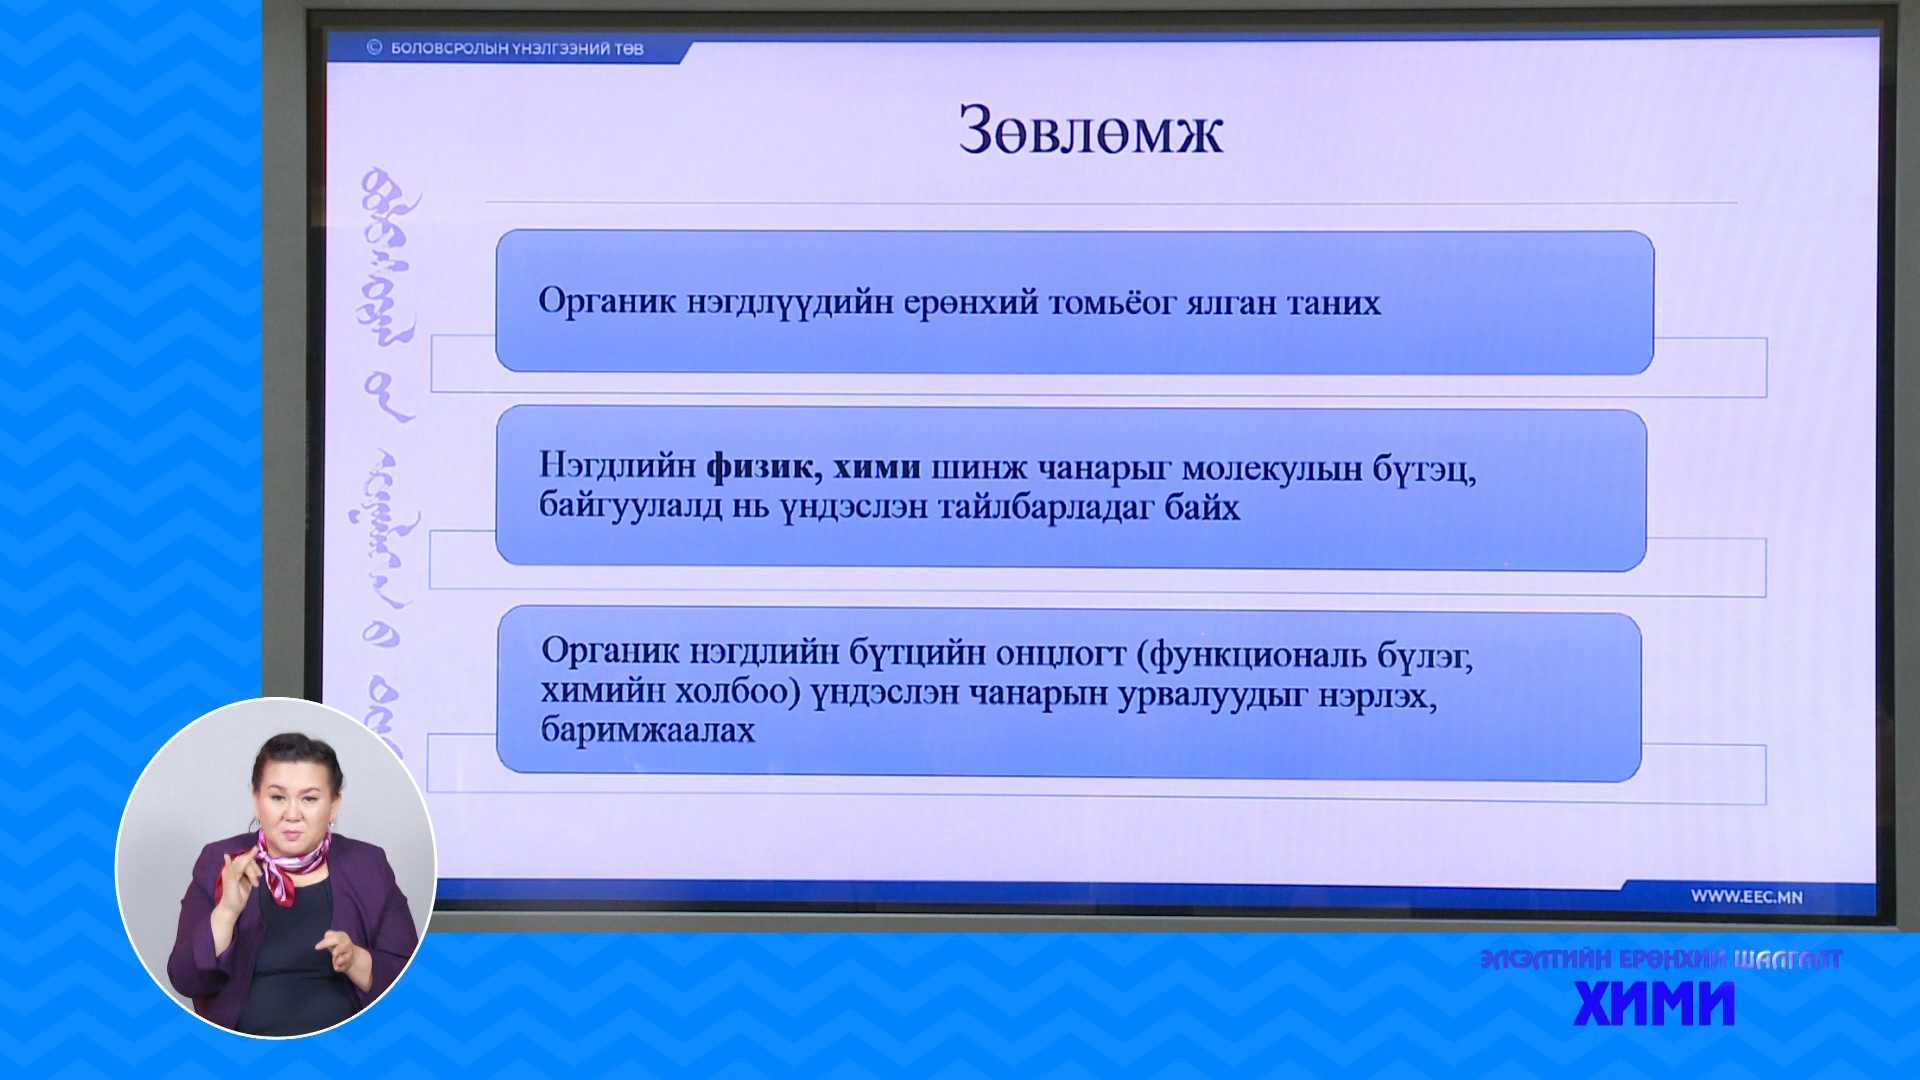 © БОЛОВСРОЛЫН ҮНЭЛГЭЭНИЙ ТӨВ
Зөвлөмж
Органик нэгдлүүдийн ерөнхий томьёог ялган таних
Нэгдлийн физик, хими шинж чанарыг молекулын бүтэц,
байгуулалд нь үндэслэн тайлбарладаг байх
Органик нэгдлийн бүтцийн онцлогт (функциональ бүлэг,
химийн холбоо) үндэслэн чанарын урвалуудыг нэрлэх,
баримжаалах
WWW.EEC.MN
ЭЛСЭЛТИЙН ЕРӨНХИЙ ШАЛГАЛТ
ХИМИ